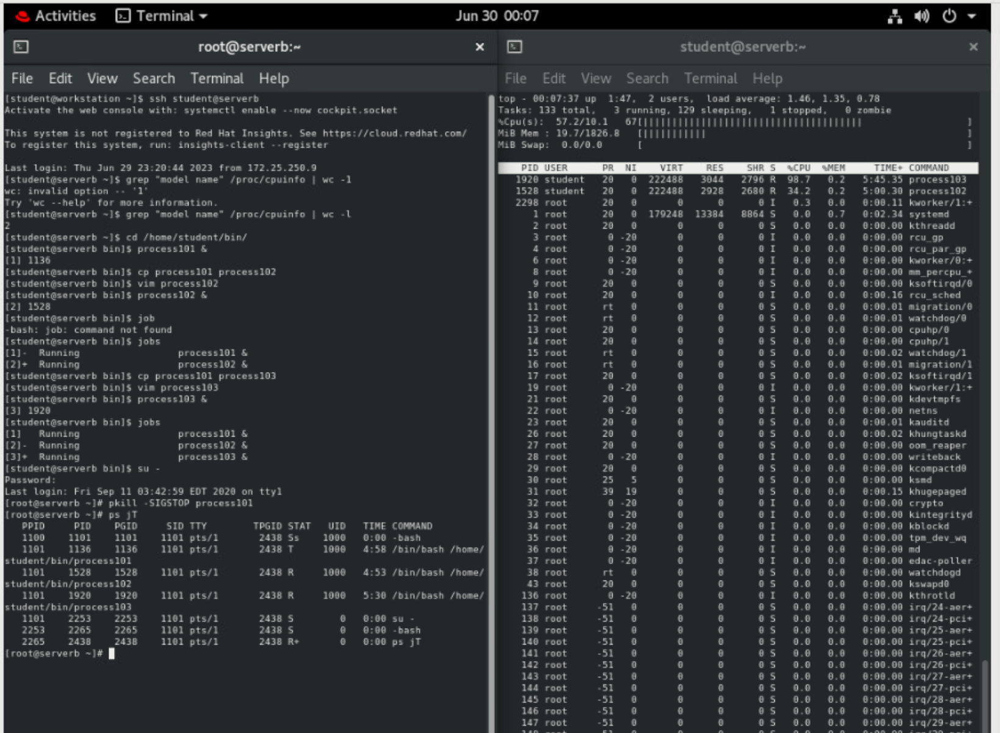 Activities Terminal Jun 30 00:07
root@serverb:~ ×
File Edit View Search Terminal Help
[student@workstation ~]$ ssh student@serverb
Activate the web console with: systemctl enable --now cockpit.socket
This system is not registered to Red Hat Insights. See https://cloud.redhat.com/
To register this system, run: insights-client --register
Last login: Thu Jun 29 23:20:44 2023 from 172.25.250.9
[student@serverb ~]$ grep "model name" /proc/cpuinfo | wc -1
wc: invalid option -- '1'
Try 'wc --help' for more information.
[student@serverb ~]$ grep "model name" /proc/cpuinfo | wc -l
2
[student@serverb ~]$ cd /home/student/bin/
[student@serverb bin]$ process101 &
[1] 1136
[student@serverb bin]$ cp process101 process102
[student@serverb bin]$ vim process102
[student@serverb bin]$ process102 &
[2] 1528
[student@serverb bin]$ job
-bash: job: command not found
[student@serverb bin]$ jobs
[1]-  Running                 process101 &
[2]+  Running                 process102 &
[student@serverb bin]$ cp process101 process103
[student@serverb bin]$ vim process103
[student@serverb bin]$ process103 &
[3] 1920
[student@serverb bin]$ jobs
[1]   Running                 process101 &
[2]-  Running                 process102 &
[3]+  Running                 process103 &
[student@serverb bin]$ su -
Password:
Last login: Fri Sep 11 03:42:59 EDT 2020 on tty1
[root@serverb ~]# pkill -SIGSTOP process101
[root@serverb ~]# ps jT
PPID PID PGID SID TTY TPGID STAT UID TIME COMMAND
1100 1101 1101 1101 pts/1 2438 Ss 1000 0:00 -bash
1101 1136 1136 1101 pts/1 2438 T 1000 4:58 /bin/bash /home/
student/bin/process101
1101 1528 1528 1101 pts/1 2438 R 1000 4:53 /bin/bash /home/
student/bin/process102
1101 1920 1920 1101 pts/1 2438 R 1000 5:30 /bin/bash /home/
student/bin/process103
1101 2253 2253 1101 pts/1 2438 S 0 0:00 su -
2253 2265 2265 1101 pts/1 2438 S 0 0:00 -bash
2265 2438 2438 1101 pts/1 2438 R+ 0 0:00 ps jT
[root@serverb ~]#
student@serverb:~ ×
File Edit View Search Terminal Help
top - 00:07:37 up 1:47, 2 users, load average: 1.46, 1.35, 0.78
Tasks: 133 total, 3 running, 129 sleeping, 1 stopped, 0 zombie
%Cpu(s): 57.2/10.1 67[||||||||||||||||||||||||||||||||||||||| ]
MiB Mem : 19.7/1826.8 [|||||||||||| ]
MiB Swap: 0.0/0.0 [ ]
PID USER PR NI VIRT RES SHR S %CPU %MEM TIME+ COMMAND
1920 student 20 0 222488 3044 2796 R 98.7 0.2 5:45.35 process103
1528 student 20 0 222488 2928 2680 R 34.2 0.2 5:00.30 process102
2298 root 20 0 0 0 0 I 0.3 0.0 0:00.11 kworker/1:+
1 root 20 0 179248 13384 8864 S 0.0 0.7 0:02.34 systemd
2 root 20 0 0 0 0 S 0.0 0.0 0:00.00 kthreadd
3 root 0 -20 0 0 0 I 0.0 0.0 0:00.00 rcu_gp
4 root 0 -20 0 0 0 I 0.0 0.0 0:00.00 rcu_par_gp
6 root 0 -20 0 0 0 I 0.0 0.0 0:00.00 kworker/0:+
8 root 0 -20 0 0 0 I 0.0 0.0 0:00.00 mm_percpu_+
9 root 20 0 0 0 0 S 0.0 0.0 0:00.00 ksoftirqd/0
10 root 20 0 0 0 0 I 0.0 0.0 0:00.16 rcu_sched
11 root rt 0 0 0 0 S 0.0 0.0 0:00.01 migration/0
12 root rt 0 0 0 0 S 0.0 0.0 0:00.01 watchdog/0
13 root 20 0 0 0 0 S 0.0 0.0 0:00.00 cpuhp/0
14 root 20 0 0 0 0 S 0.0 0.0 0:00.00 cpuhp/1
15 root rt 0 0 0 0 S 0.0 0.0 0:00.02 watchdog/1
16 root rt 0 0 0 0 S 0.0 0.0 0:00.01 migration/1
17 root 20 0 0 0 0 S 0.0 0.0 0:00.02 ksoftirqd/1
19 root 0 -20 0 0 0 I 0.0 0.0 0:00.00 kworker/1:+
21 root 20 0 0 0 0 S 0.0 0.0 0:00.00 kdevtmpfs
22 root 0 -20 0 0 0 I 0.0 0.0 0:00.00 netns
23 root 20 0 0 0 0 S 0.0 0.0 0:00.01 kauditd
26 root 20 0 0 0 0 S 0.0 0.0 0:00.02 khungtaskd
27 root 20 0 0 0 0 S 0.0 0.0 0:00.00 oom_reaper
28 root 0 -20 0 0 0 I 0.0 0.0 0:00.00 writeback
29 root 20 0 0 0 0 S 0.0 0.0 0:00.00 kcompactd0
30 root 25 5 0 0 0 S 0.0 0.0 0:00.00 ksmd
31 root 39 19 0 0 0 S 0.0 0.0 0:00.15 khugepaged
32 root 0 -20 0 0 0 I 0.0 0.0 0:00.00 crypto
33 root 0 -20 0 0 0 I 0.0 0.0 0:00.00 kintegrityd
34 root 0 -20 0 0 0 I 0.0 0.0 0:00.00 kblockd
35 root 0 -20 0 0 0 I 0.0 0.0 0:00.00 tpm_dev_wq
36 root 0 -20 0 0 0 I 0.0 0.0 0:00.00 md
37 root 0 -20 0 0 0 I 0.0 0.0 0:00.00 edac-poller
38 root rt 0 0 0 0 S 0.0 0.0 0:00.00 watchdogd
43 root 20 0 0 0 0 S 0.0 0.0 0:00.00 kswapd0
136 root 0 -20 0 0 0 I 0.0 0.0 0:00.00 kthrotld
137 root -51 0 0 0 0 S 0.0 0.0 0:00.00 irq/24-aer+
138 root -51 0 0 0 0 S 0.0 0.0 0:00.00 irq/24-pci+
139 root -51 0 0 0 0 S 0.0 0.0 0:00.00 irq/25-aer+
140 root -51 0 0 0 0 S 0.0 0.0 0:00.00 irq/25-pci+
141 root -51 0 0 0 0 S 0.0 0.0 0:00.00 irq/26-aer+
142 root -51 0 0 0 0 S 0.0 0.0 0:00.00 irq/26-pci+
143 root -51 0 0 0 0 S 0.0 0.0 0:00.00 irq/27-aer+
144 root -51 0 0 0 0 S 0.0 0.0 0:00.00 irq/27-pci+
145 root -51 0 0 0 0 S 0.0 0.0 0:00.00 irq/28-aer+
146 root -51 0 0 0 0 S 0.0 0.0 0:00.00 irq/28-pci+
147 root -51 0 0 0 0 S 0.0 0.0 0:00.00 irq/29-aer+